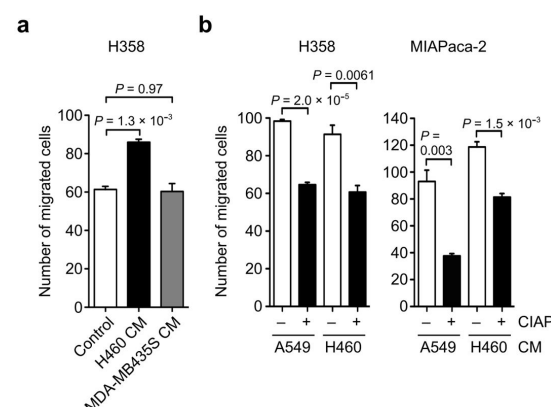 a
H358
P = 0.97
P = 1.3 × 10⁻³
Number of migrated cells
100
80
60
40
20
0
Control
H460 CM
MDA-MB435S CM
b
H358
P = 0.0061
P = 2.0 × 10⁻⁵
Number of migrated cells
100
80
60
40
20
0
– + – +
A549 H460
MIAPaca-2
P = 1.5 × 10⁻³
P =
0.003
140
120
100
80
60
40
20
0
– + – + CIAP
A549 H460 CM